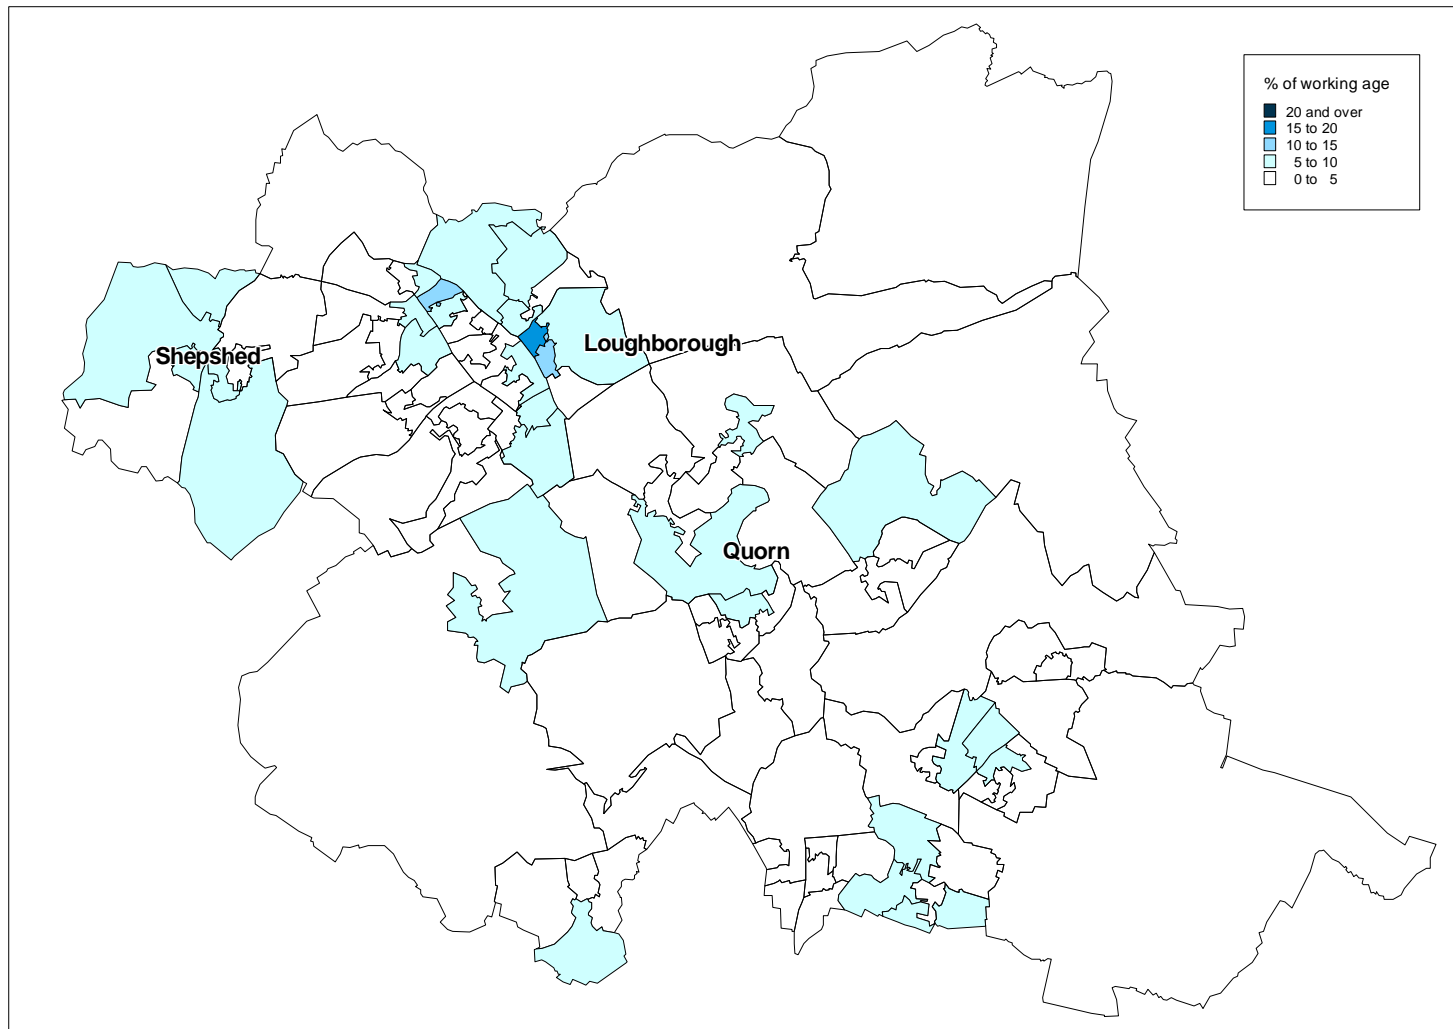 % of working age
20 and over
15 to 20
10 to 15
5 to 10
0 to 5
Loughborough
Shepshed
Quorn